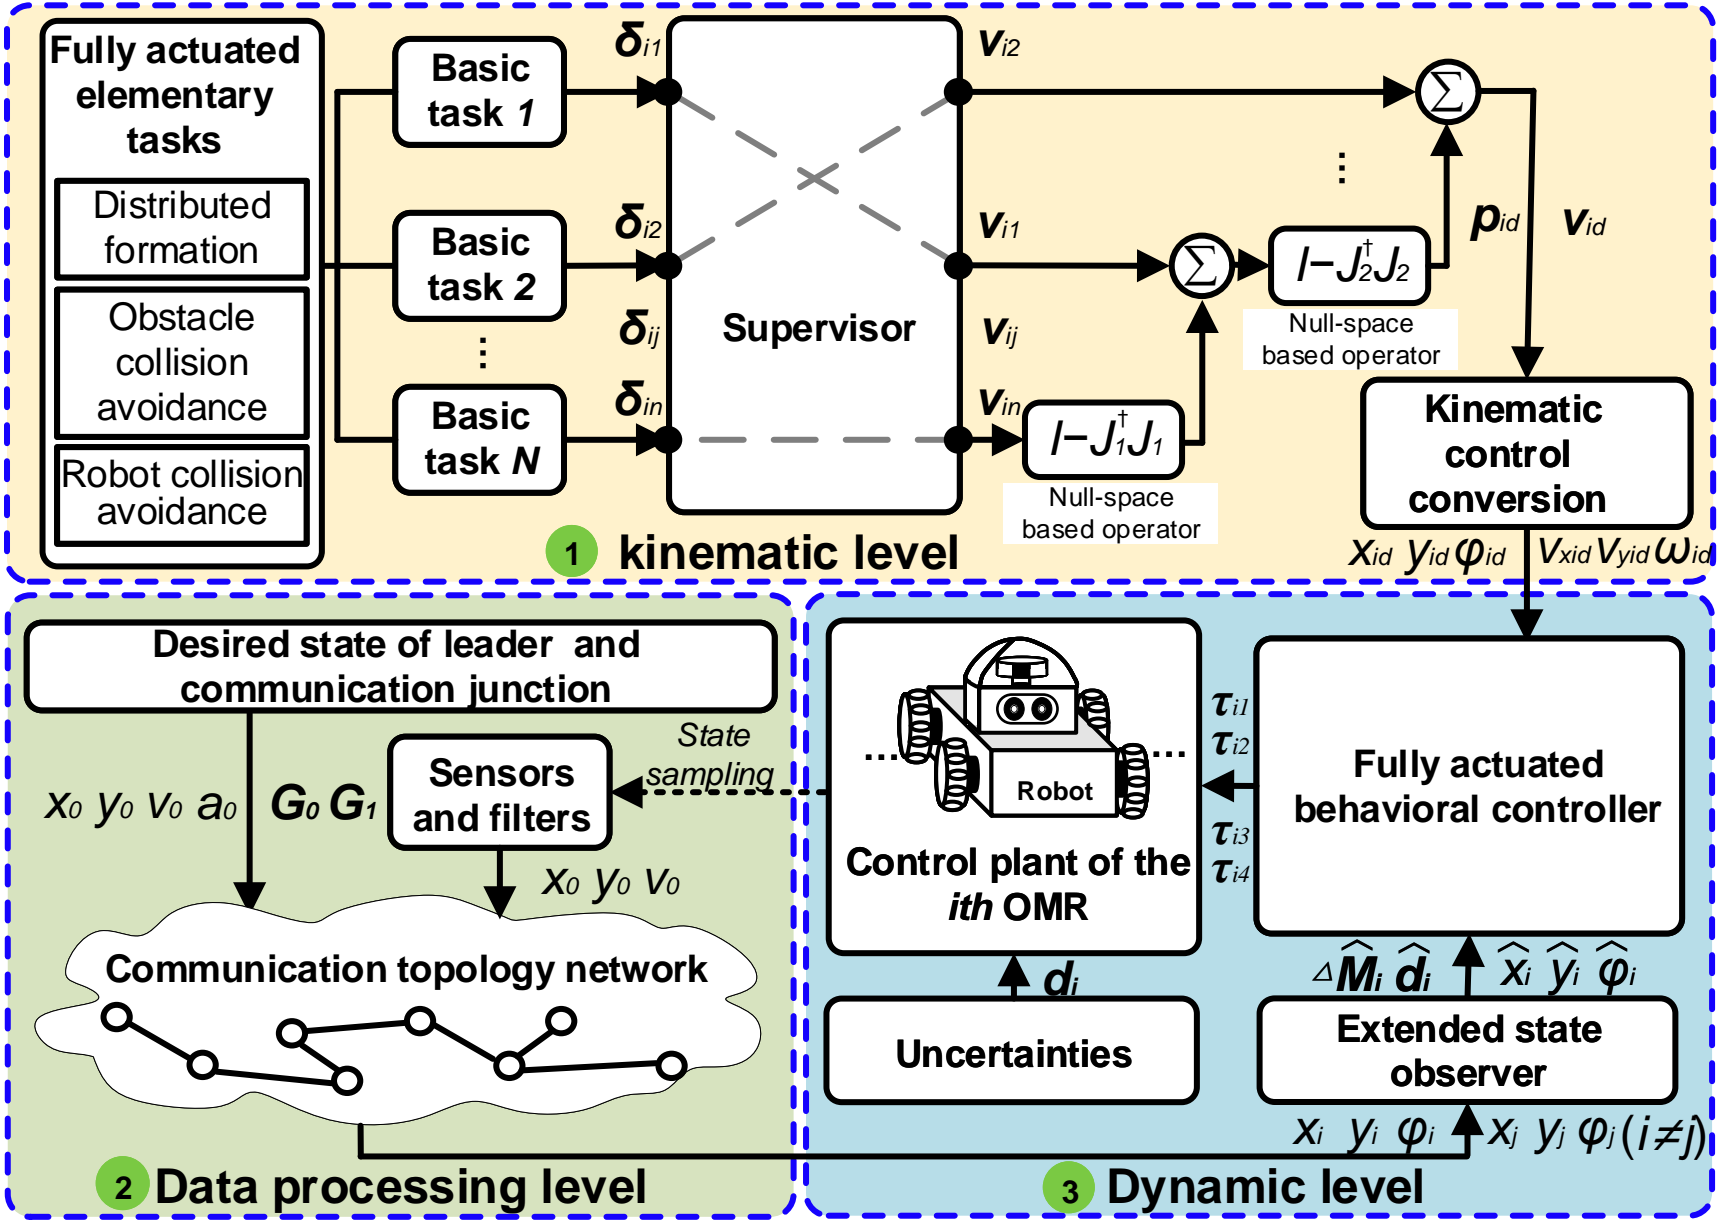 Fully actuated
elementary
tasks
Distributed
formation
Obstacle
collision
avoidance
Robot collision
avoidance
Basic
task 1
Basic
task 2
⋮
Basic
task N
δi1
δi2
δij
δin
Supervisor
vi2
vi1
vij
vin
I−J1†J1
Null-space
based operator
Σ
I−J2†J2
Null-space
based operator
⋮
Σ
pid
vid
Kinematic
control
conversion
xid yid φid
vxid vyid ωid
1 kinematic level
Desired state of leader and
communication junction
x0 y0 v0 a0
G0 G1
Sensors
and filters
State
sampling
x0 y0 v0
Communication topology network
2 Data processing level
...
...
Robot
Control plant of the
ith OMR
τi1
τi2
τi3
τi4
Fully actuated
behavioral controller
di
Uncertainties
△M̂i d̂i
x̂i ŷi φ̂i
Extended state
observer
xi yi φi
xj yj φj (i≠j)
3 Dynamic level